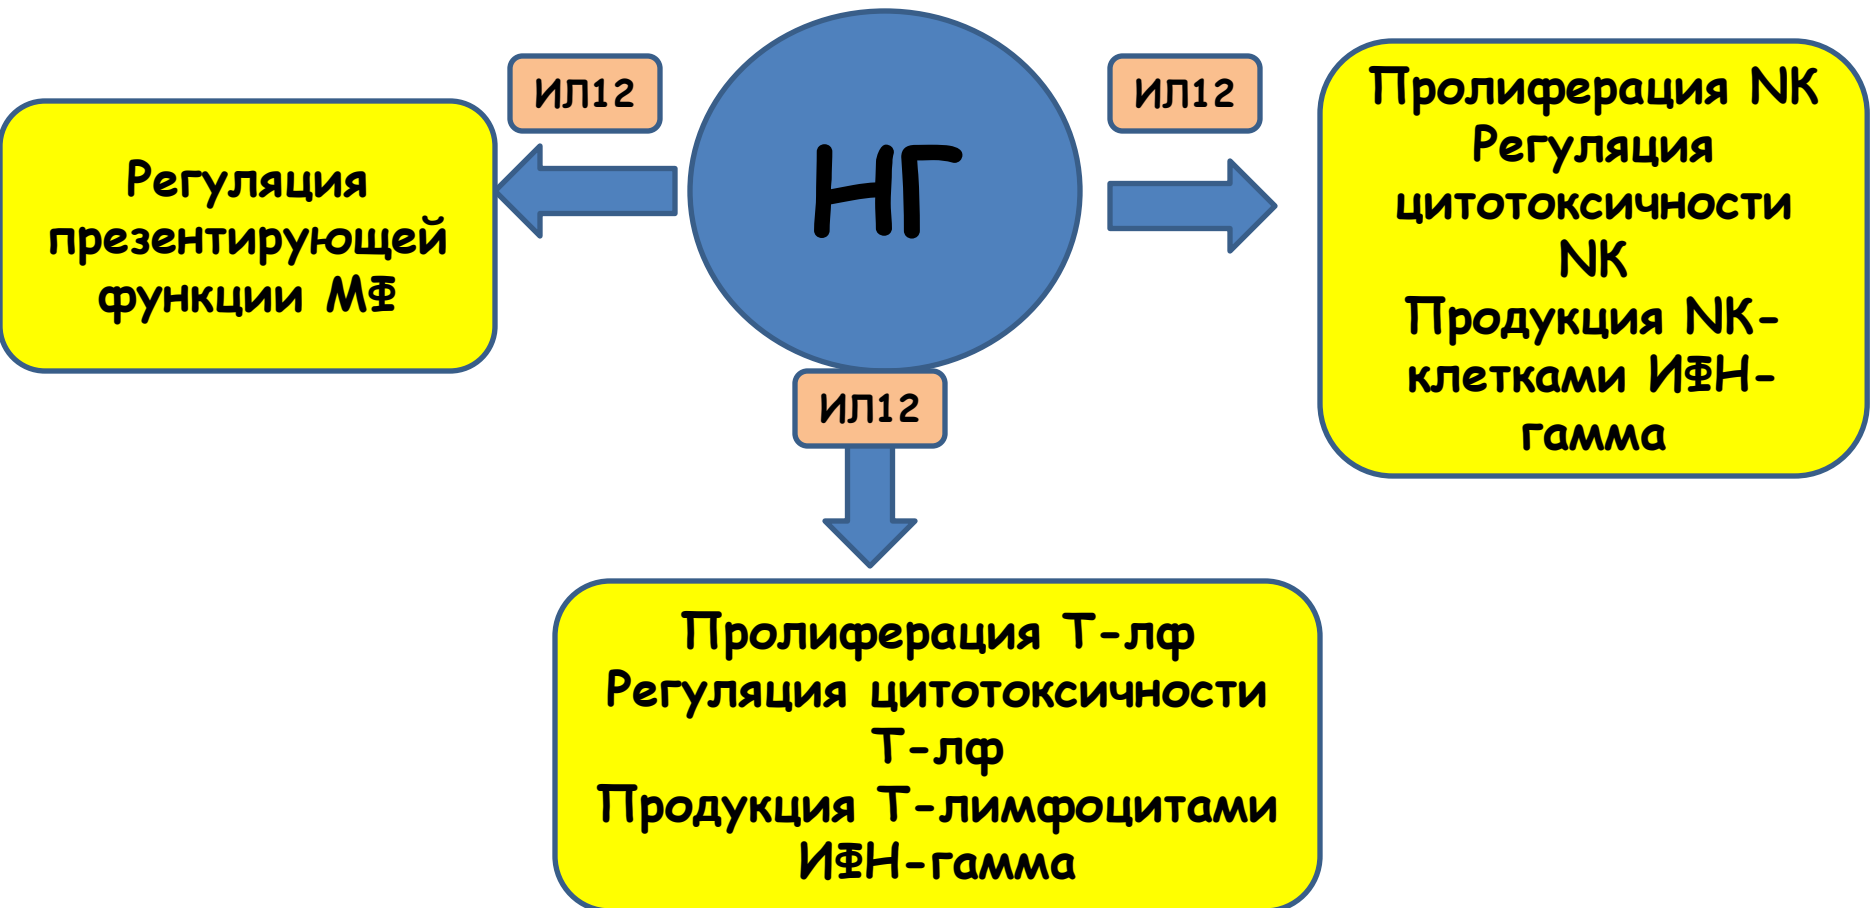 ИЛ12
НГ
ИЛ12
Регуляция
презентирующей
функции МФ
Пролиферация NK
Регуляция
цитотоксичности
NK
Продукция NK-
клетками ИФН-
гамма
ИЛ12
Пролиферация Т-лф
Регуляция цитотоксичности
Т-лф
Продукция Т-лимфоцитами
ИФН-гамма